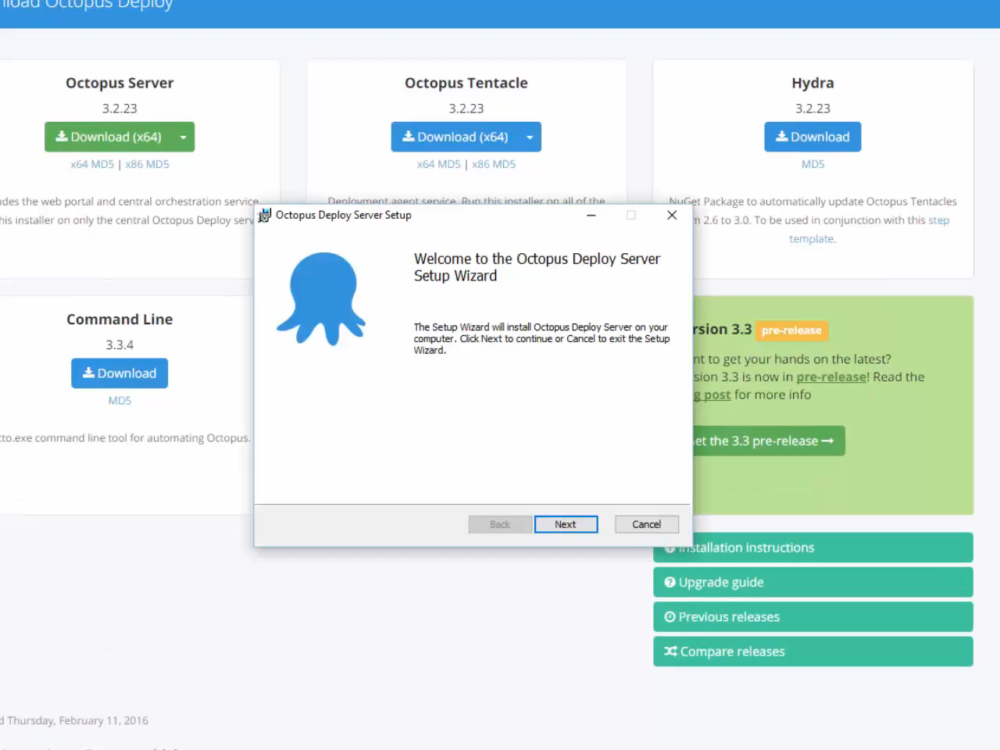 nload Octopus Deploy
Octopus Server
3.2.23
Download (x64)
x64 MD5 | x86 MD5
des the web portal and central orchestration service.
his installer on only the central Octopus Deploy serv
Octopus Tentacle
3.2.23
Download (x64)
x64 MD5 | x86 MD5
Deployment agent service. Run this installer on all of the
Hydra
3.2.23
Download
MD5
NuGet Package to automatically update Octopus Tentacles
m 2.6 to 3.0. To be used in conjunction with this step
template.
Octopus Deploy Server Setup
Welcome to the Octopus Deploy Server
Setup Wizard
The Setup Wizard will install Octopus Deploy Server on your
computer. Click Next to continue or Cancel to exit the Setup
Wizard.
Back
Next
Cancel
Command Line
3.3.4
Download
MD5
cto.exe command line tool for automating Octopus.
rsion 3.3 pre-release
nt to get your hands on the latest?
sion 3.3 is now in pre-release! Read the
g post for more info
et the 3.3 pre-release
Installation instructions
Upgrade guide
Previous releases
Compare releases
d Thursday, February 11, 2016